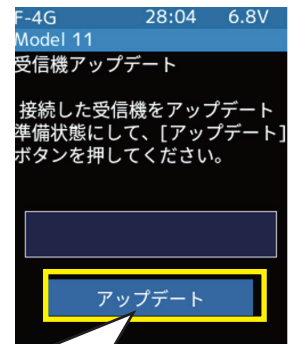 F-4G 28:04 6.8V
Model 11
受信機アップデート
接続した受信機をアップデート
準備状態にして、[アップデート]
ボタンを押してください。
アップデート